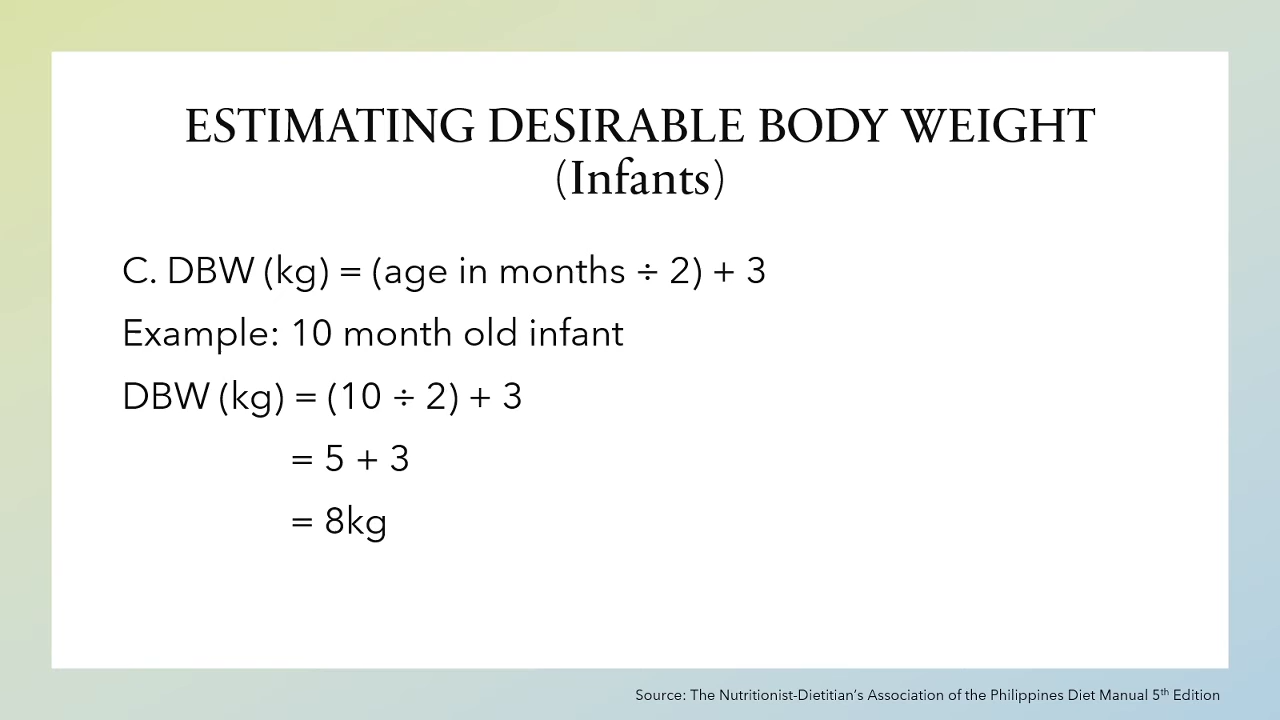 ESTIMATING DESIRABLE BODY WEIGHT
(Infants)
C. DBW (kg) = (age in months ÷ 2) + 3
Example: 10 month old infant
DBW (kg) = (10 ÷ 2) + 3
= 5 + 3
= 8kg
Source: The Nutritionist-Dietitian’s Association of the Philippines Diet Manual 5th Edition